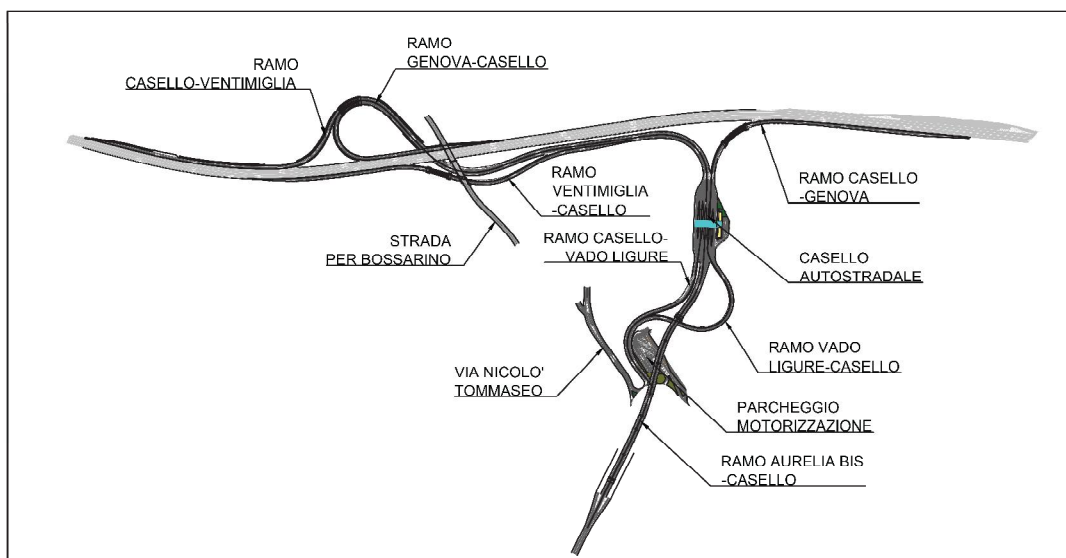 RAMO
GENOVA-CASELLO
RAMO
CASELLO-VENTIMIGLIA
RAMO
VENTIMIGLIA
-CASELLO
RAMO CASELLO
-GENOVA
STRADA
PER BOSSARINO
RAMO CASELLO-
VADO LIGURE
CASELLO
AUTOSTRADALE
VIA NICOLO'
TOMMASEO
RAMO VADO
LIGURE-CASELLO
PARCHEGGIO
MOTORIZZAZIONE
RAMO AURELIA BIS
-CASELLO